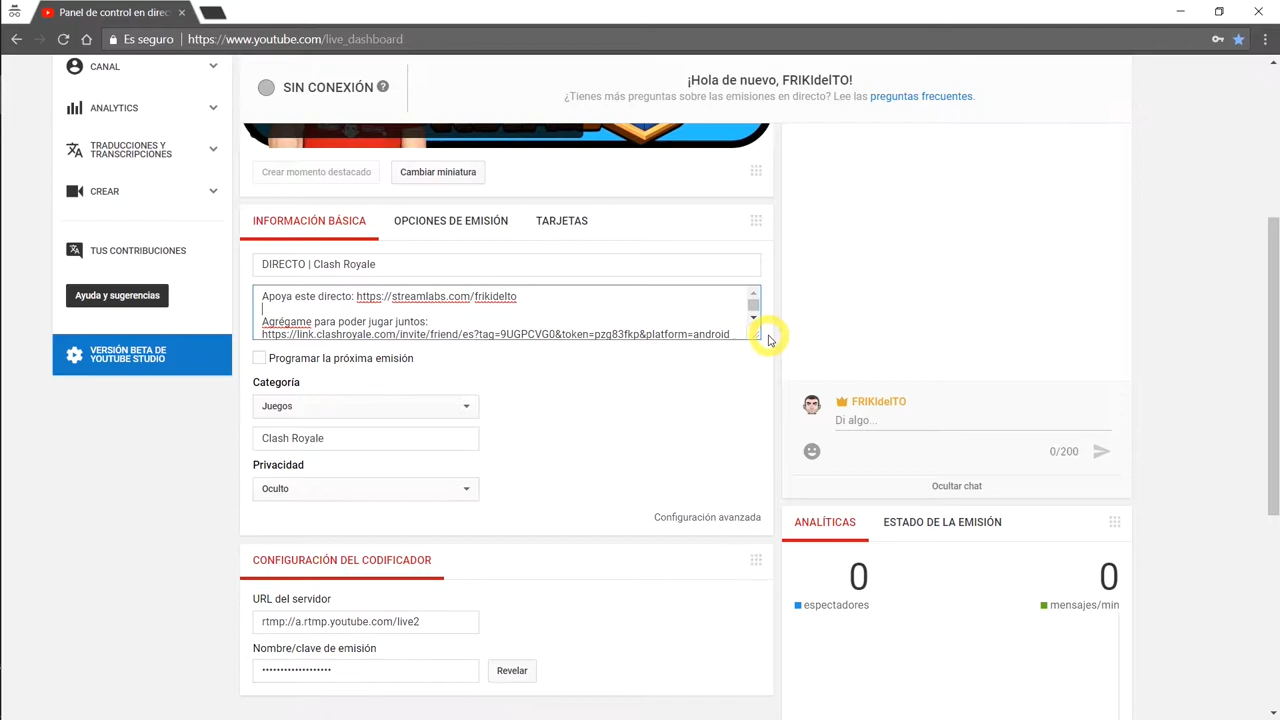 Panel de control en direc
Es seguro
https://www.youtube.com/live_dashboard
CANAL
ANALYTICS
TRADUCCIONES Y
TRANSCRIPCIONES
CREAR
TUS CONTRIBUCIONES
Ayuda y sugerencias
VERSIÓN BETA DE
YOUTUBE STUDIO
SIN CONEXIÓN ?
¡Hola de nuevo, FRIKIdelTO!
¿Tienes más preguntas sobre las emisiones en directo? Lee las preguntas frecuentes.
Crear momento destacado
Cambiar miniatura
INFORMACIÓN BÁSICA
OPCIONES DE EMISIÓN
TARJETAS
DIRECTO | Clash Royale
Apoya este directo: https://streamlabs.com/frikidelto
Agrégame para poder jugar juntos:
https://link.clashroyale.com/invite/friend/es?tag=9UGPCVG0&token=pzg83fkp&platform=android
Programar la próxima emisión
Categoría
Juegos
Clash Royale
Privacidad
Oculto
Configuración avanzada
CONFIGURACIÓN DEL CODIFICADOR
URL del servidor
rtmp://a.rtmp.youtube.com/live2
Nombre/clave de emisión
••••••••••••••••••
Revelar
FRIKIdelTO
Di algo...
0/200
Ocultar chat
ANALÍTICAS
ESTADO DE LA EMISIÓN
0
espectadores
0
mensajes/min